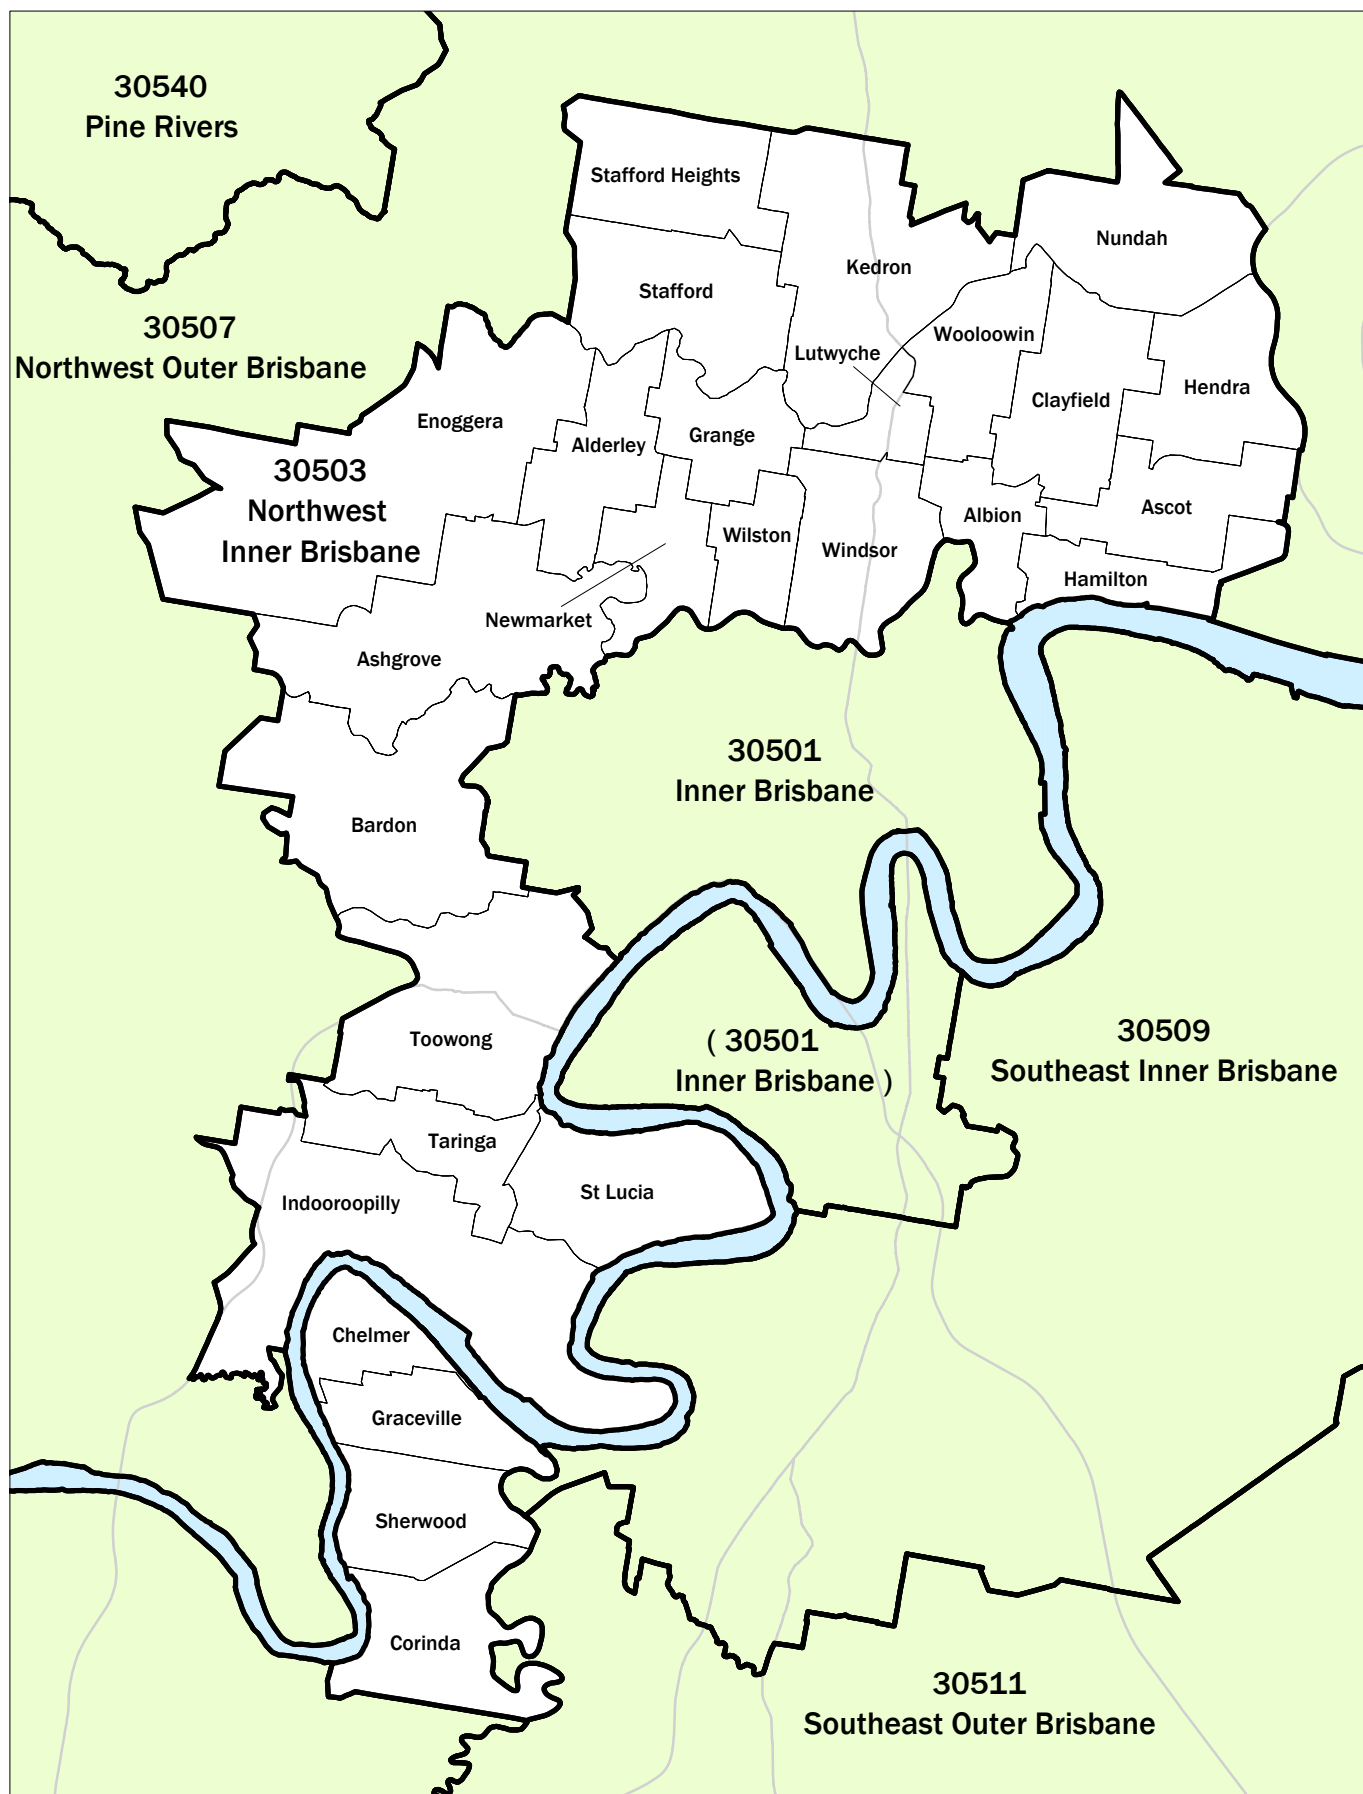 30540
Pine Rivers
Stafford Heights
Nundah
Kedron
Stafford
30507
Northwest Outer Brisbane
Wooloowin
Lutwyche
Hendra
Clayfield
Enoggera
Grange
Alderley
30503
Northwest
Inner Brisbane
Ascot
Albion
Wilston
Windsor
Hamilton
Newmarket
Ashgrove
30501
Inner Brisbane
Bardon
Toowong
( 30501
Inner Brisbane )
30509
Southeast Inner Brisbane
Taringa
St Lucia
Indooroopilly
Chelmer
Graceville
Sherwood
Corinda
30511
Southeast Outer Brisbane